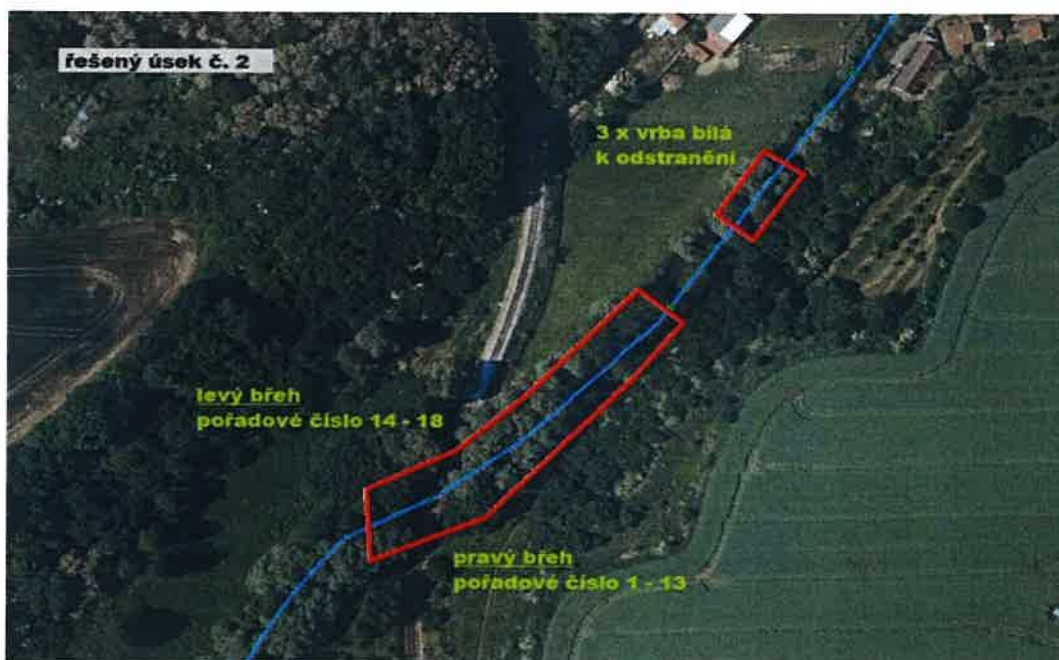 řešený úsek č. 2
3 x vrba bílá
k odstranění
levý břeh
pořadové číslo 14 - 18
pravý břeh
pořadové číslo 1 - 13